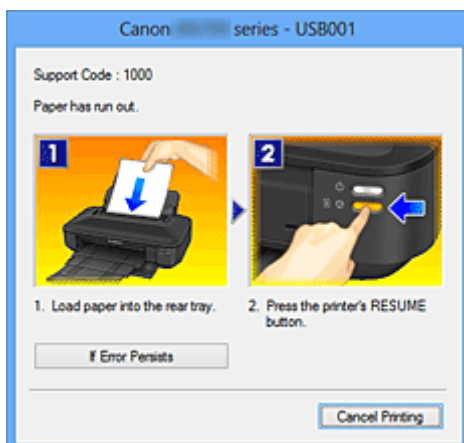 Canon series - USB001
Support Code : 1000
Paper has run out.
1
2
1. Load paper into the rear tray.
2. Press the printer's RESUME
button.
If Error Persists
Cancel Printing